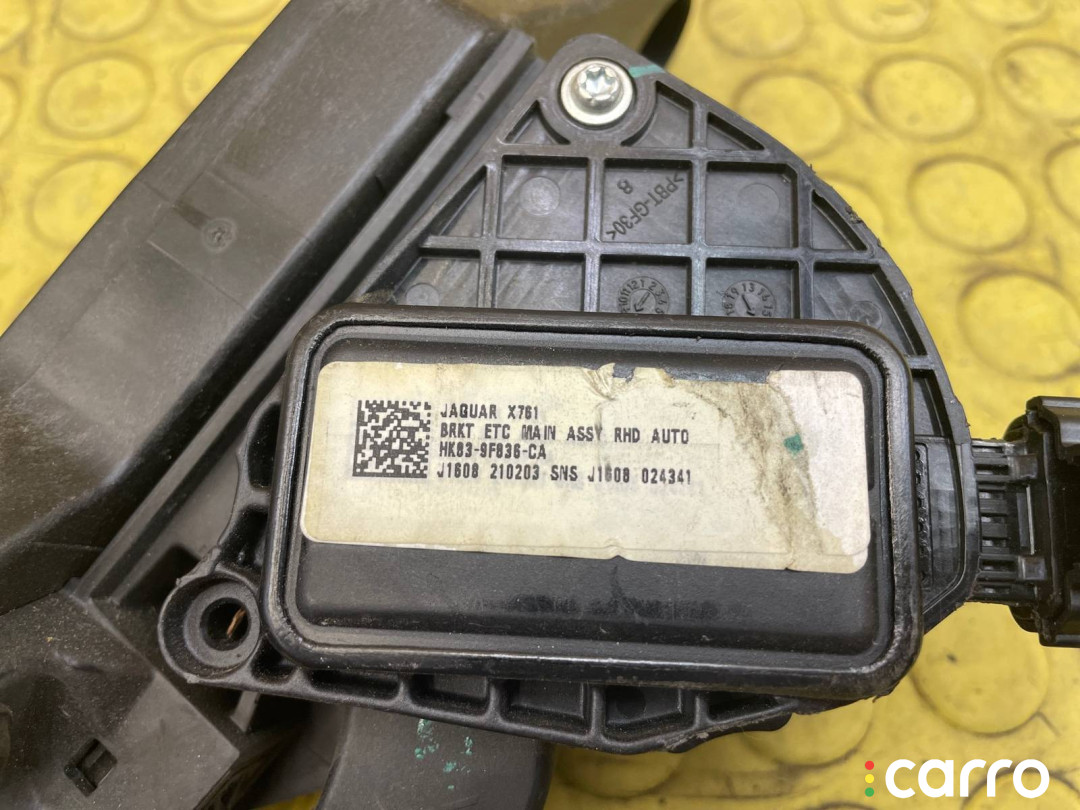 >PBT-GF30<
8
JAGUAR X761
BRKT ETC MAIN ASSY RHD AUTO
HK83-9F836-CA
J1608 210203 SNS J1608 024341
carro